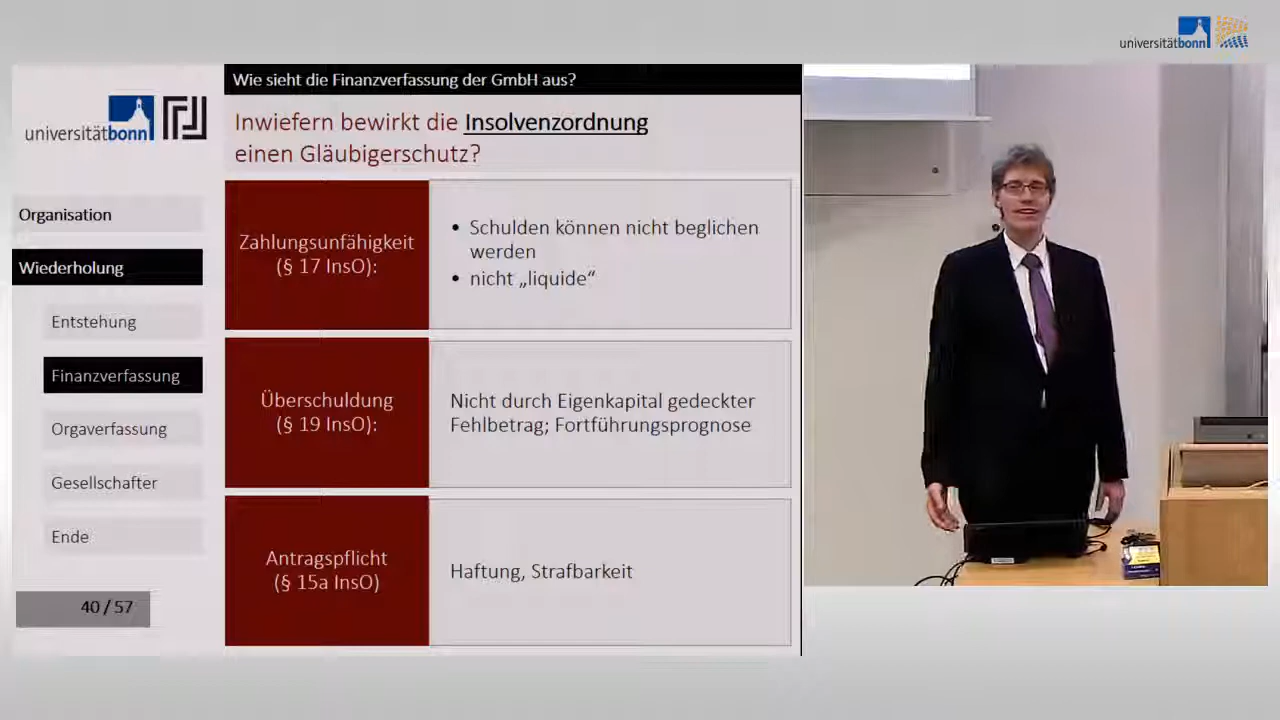 universitätbonn
universitätbonn
Organisation
Wiederholung
Entstehung
Finanzverfassung
Orgaverfassung
Gesellschafter
Ende
40 / 57
Wie sieht die Finanzverfassung der GmbH aus?
Inwiefern bewirkt die Insolvenzordnung
einen Gläubigerschutz?
Zahlungsunfähigkeit
(§ 17 InsO):
• Schulden können nicht beglichen
werden
• nicht „liquide“
Überschuldung
(§ 19 InsO):
Nicht durch Eigenkapital gedeckter
Fehlbetrag; Fortführungsprognose
Antragspflicht
(§ 15a InsO)
Haftung, Strafbarkeit